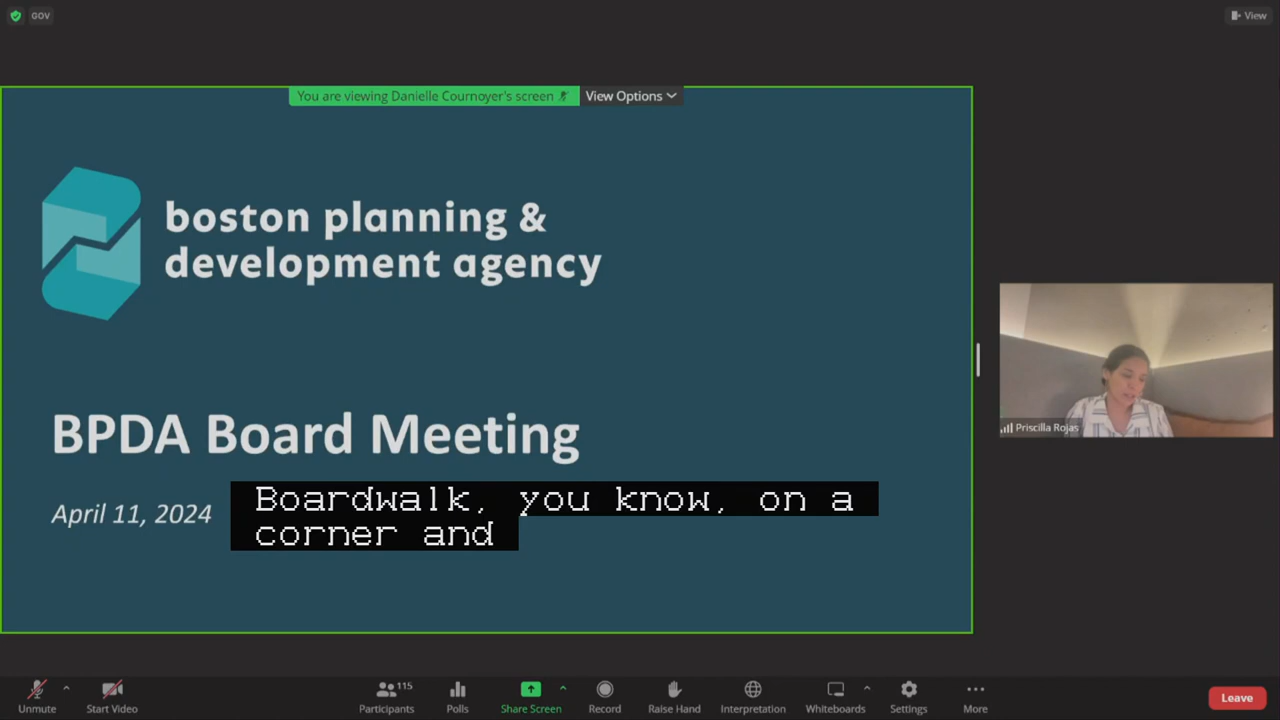 GOV
View
You are viewing Danielle Cournoyer's screen
View Options
boston planning &
development agency
BPDA Board Meeting
April 11, 2024
Boardwalk, you know, on a
corner and
Priscilla Rojas
Unmute
Start Video
Participants
115
Polls
Share Screen
Record
Raise Hand
Interpretation
Whiteboards
Settings
More
Leave